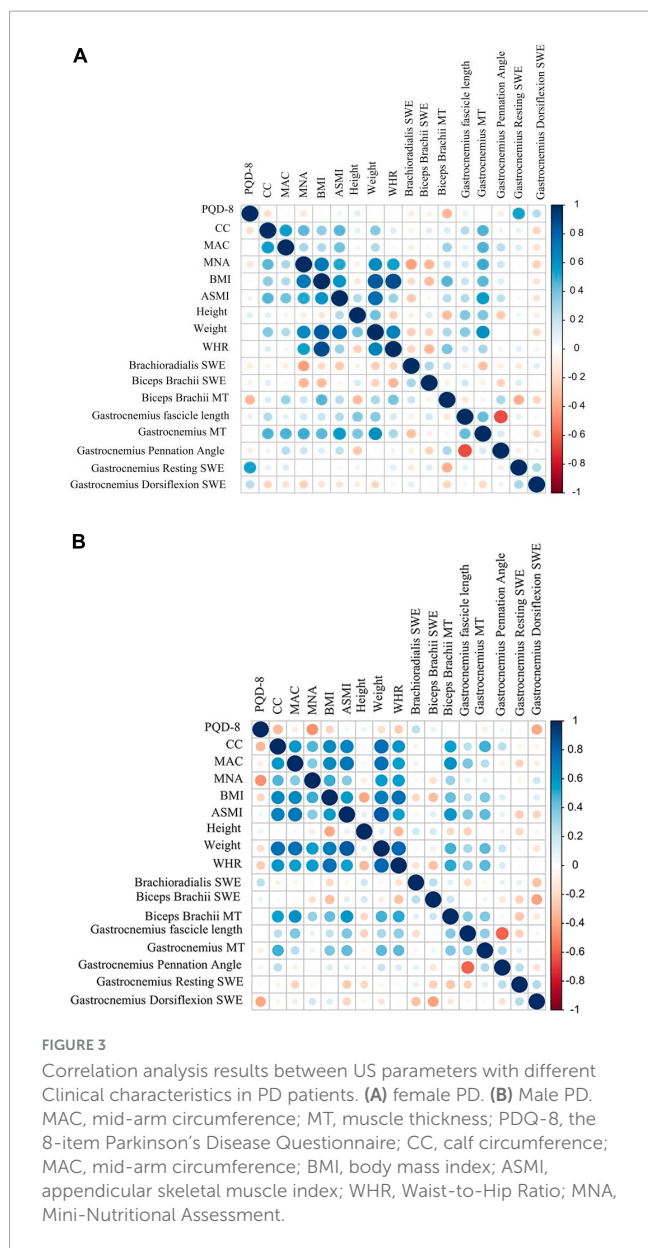 A
PQD-8
CC
MAC
MNA
BMI
ASMI
Height
Weight
WHR
Brachioradialis SWE
Biceps Brachii SWE
Biceps Brachii MT
Gastrocnemius fascicle length
Gastrocnemius MT
Gastrocnemius Pennation Angle
Gastrocnemius Resting SWE
Gastrocnemius Dorsiflexion SWE
PQD-8
CC
MAC
MNA
BMI
ASMI
Height
Weight
WHR
Brachioradialis SWE
Biceps Brachii SWE
Biceps Brachii MT
Gastrocnemius fascicle length
Gastrocnemius MT
Gastrocnemius Pennation Angle
Gastrocnemius Resting SWE
Gastrocnemius Dorsiflexion SWE
1
0.8
0.6
0.4
0.2
0
-0.2
-0.4
-0.6
-0.8
-1
B
PQD-8
CC
MAC
MNA
BMI
ASMI
Height
Weight
WHR
Brachioradialis SWE
Biceps Brachii SWE
Biceps Brachii MT
Gastrocnemius fascicle length
Gastrocnemius MT
Gastrocnemius Pennation Angle
Gastrocnemius Resting SWE
Gastrocnemius Dorsiflexion SWE
PQD-8
CC
MAC
MNA
BMI
ASMI
Height
Weight
WHR
Brachioradialis SWE
Biceps Brachii SWE
Biceps Brachii MT
Gastrocnemius fascicle length
Gastrocnemius MT
Gastrocnemius Pennation Angle
Gastrocnemius Resting SWE
Gastrocnemius Dorsiflexion SWE
1
0.8
0.6
0.4
0.2
0
-0.2
-0.4
-0.6
-0.8
-1
FIGURE 3
Correlation analysis results between US parameters with different
Clinical characteristics in PD patients. (A) female PD. (B) Male PD.
MAC, mid-arm circumference; MT, muscle thickness; PDQ-8, the
8-item Parkinson's Disease Questionnaire; CC, calf circumference;
MAC, mid-arm circumference; BMI, body mass index; ASMI,
appendicular skeletal muscle index; WHR, Waist-to-Hip Ratio; MNA,
Mini-Nutritional Assessment.